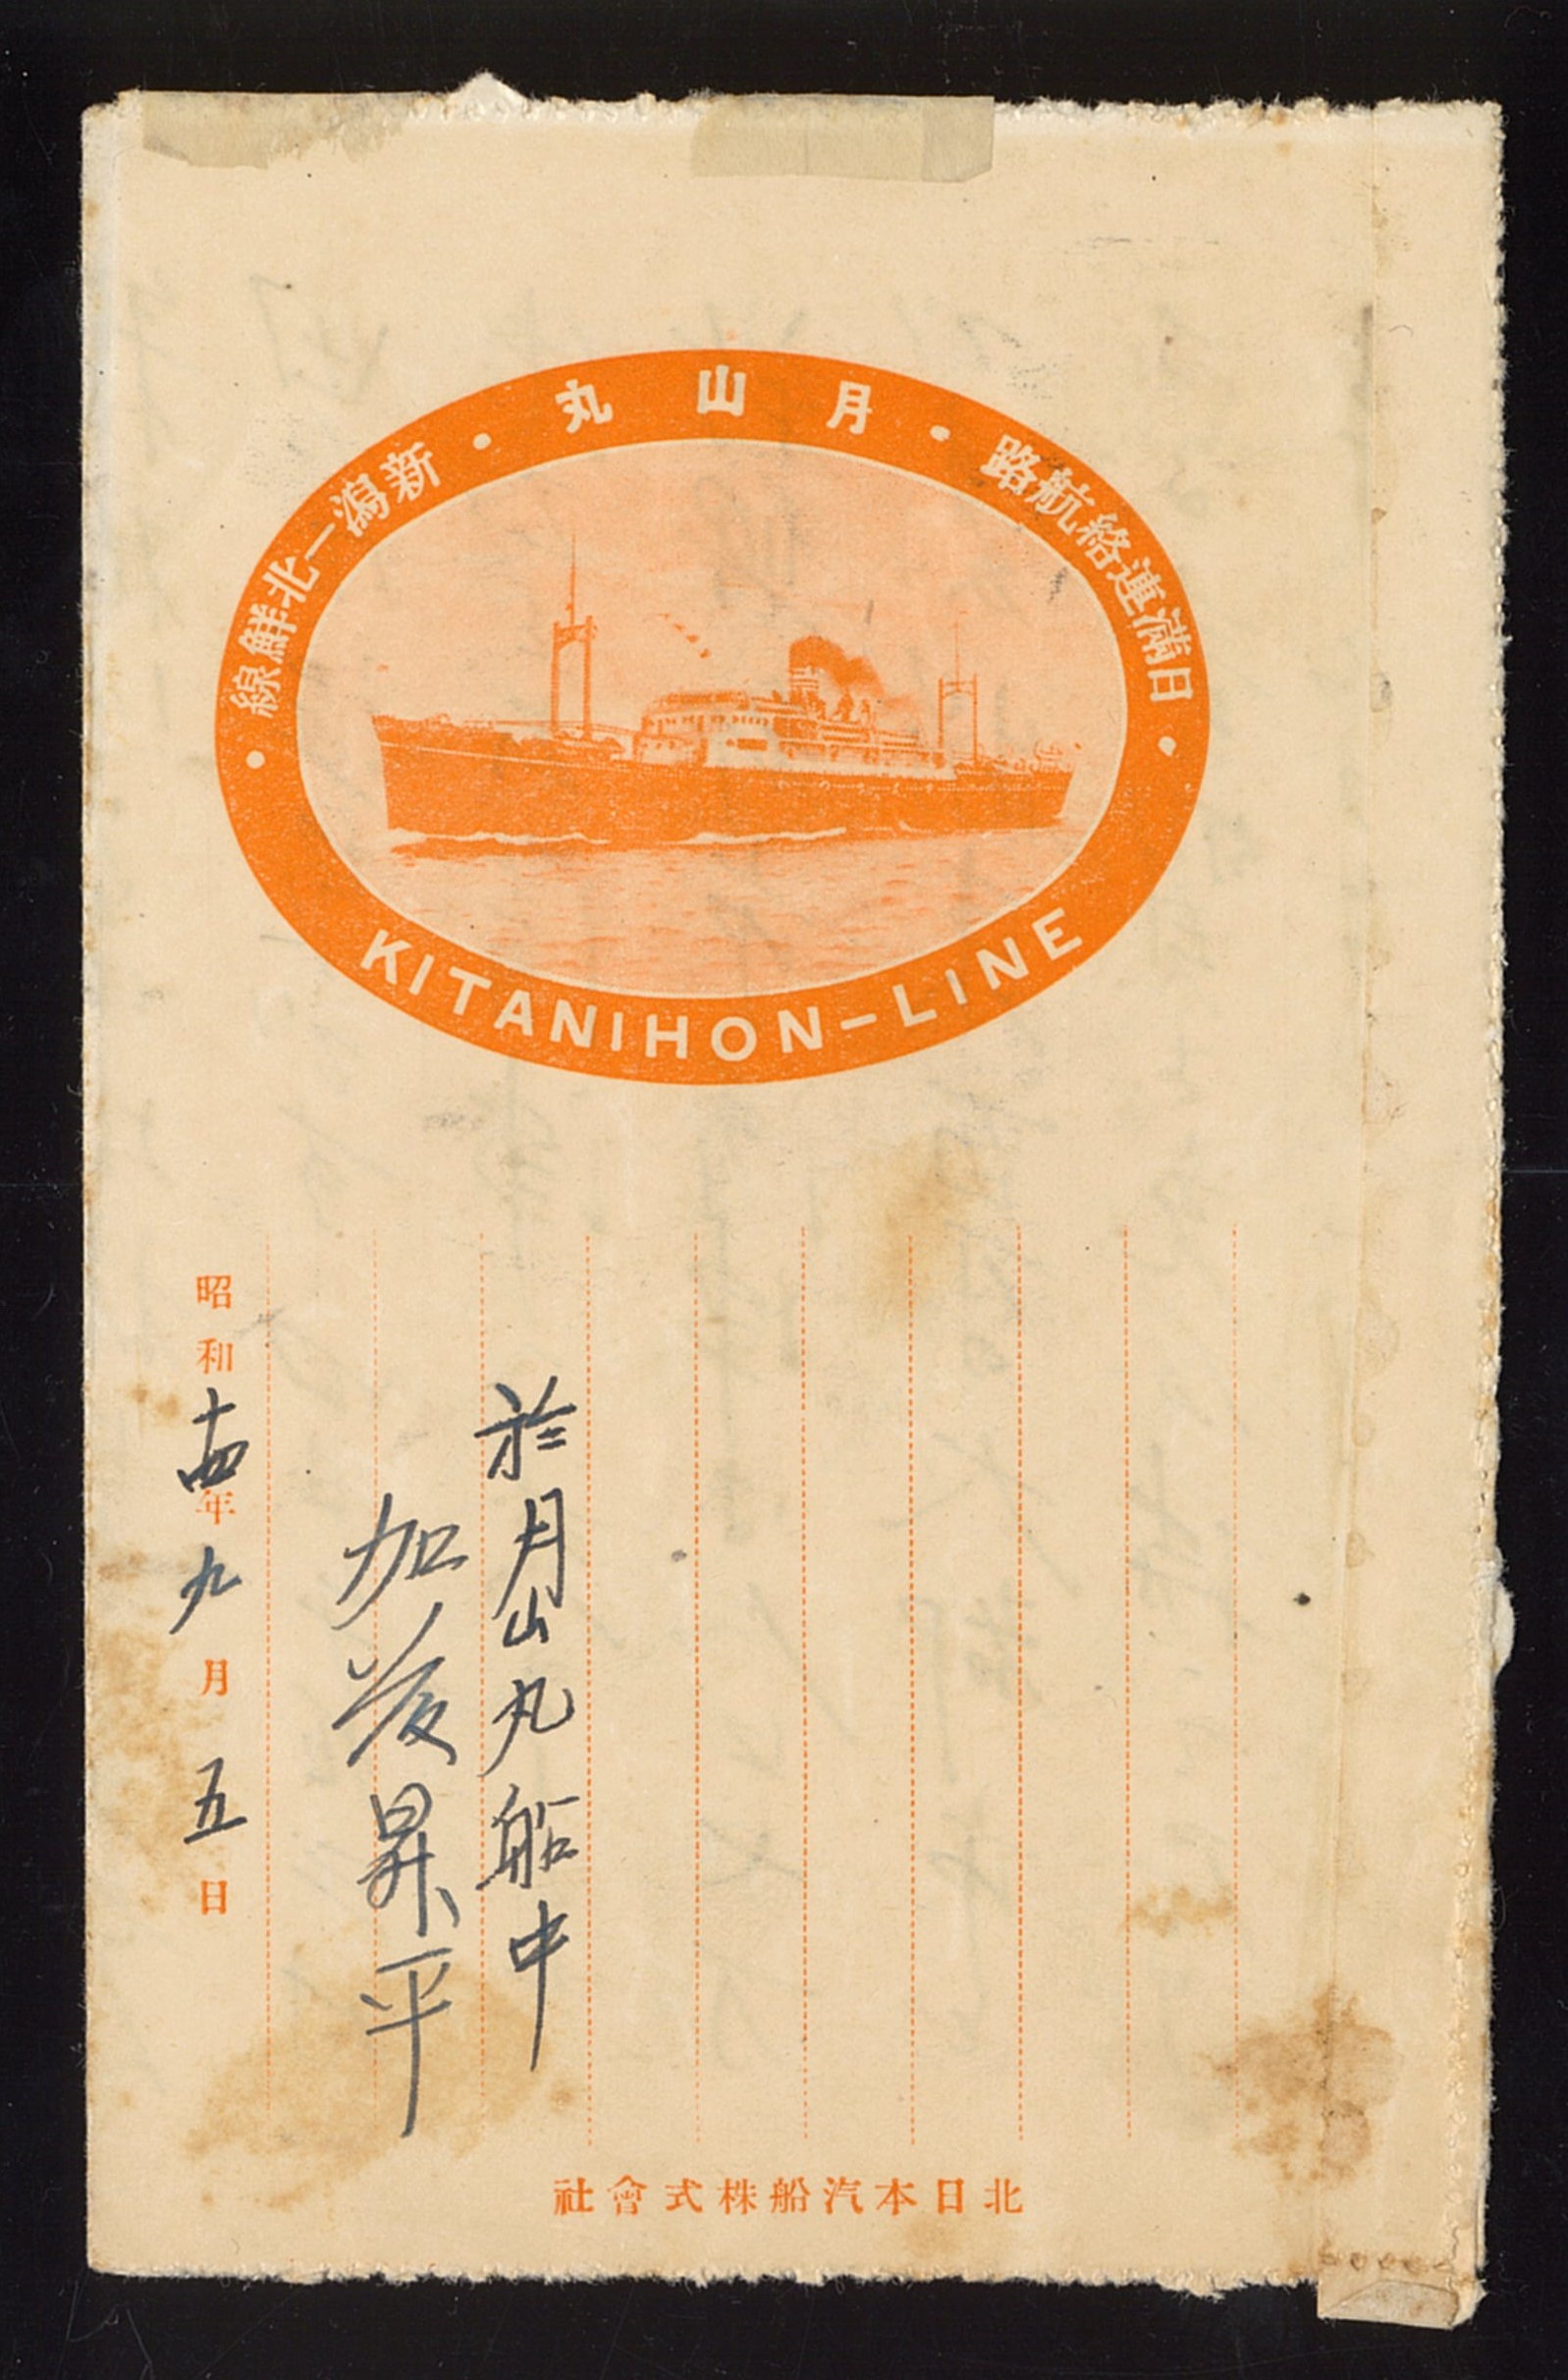 日滿連絡航路・月山丸・新潟—北鮮線
KITANIHON-LINE
於月山丸船中
加茂昇平
昭和十四年九月五日
北日本汽船株式會社